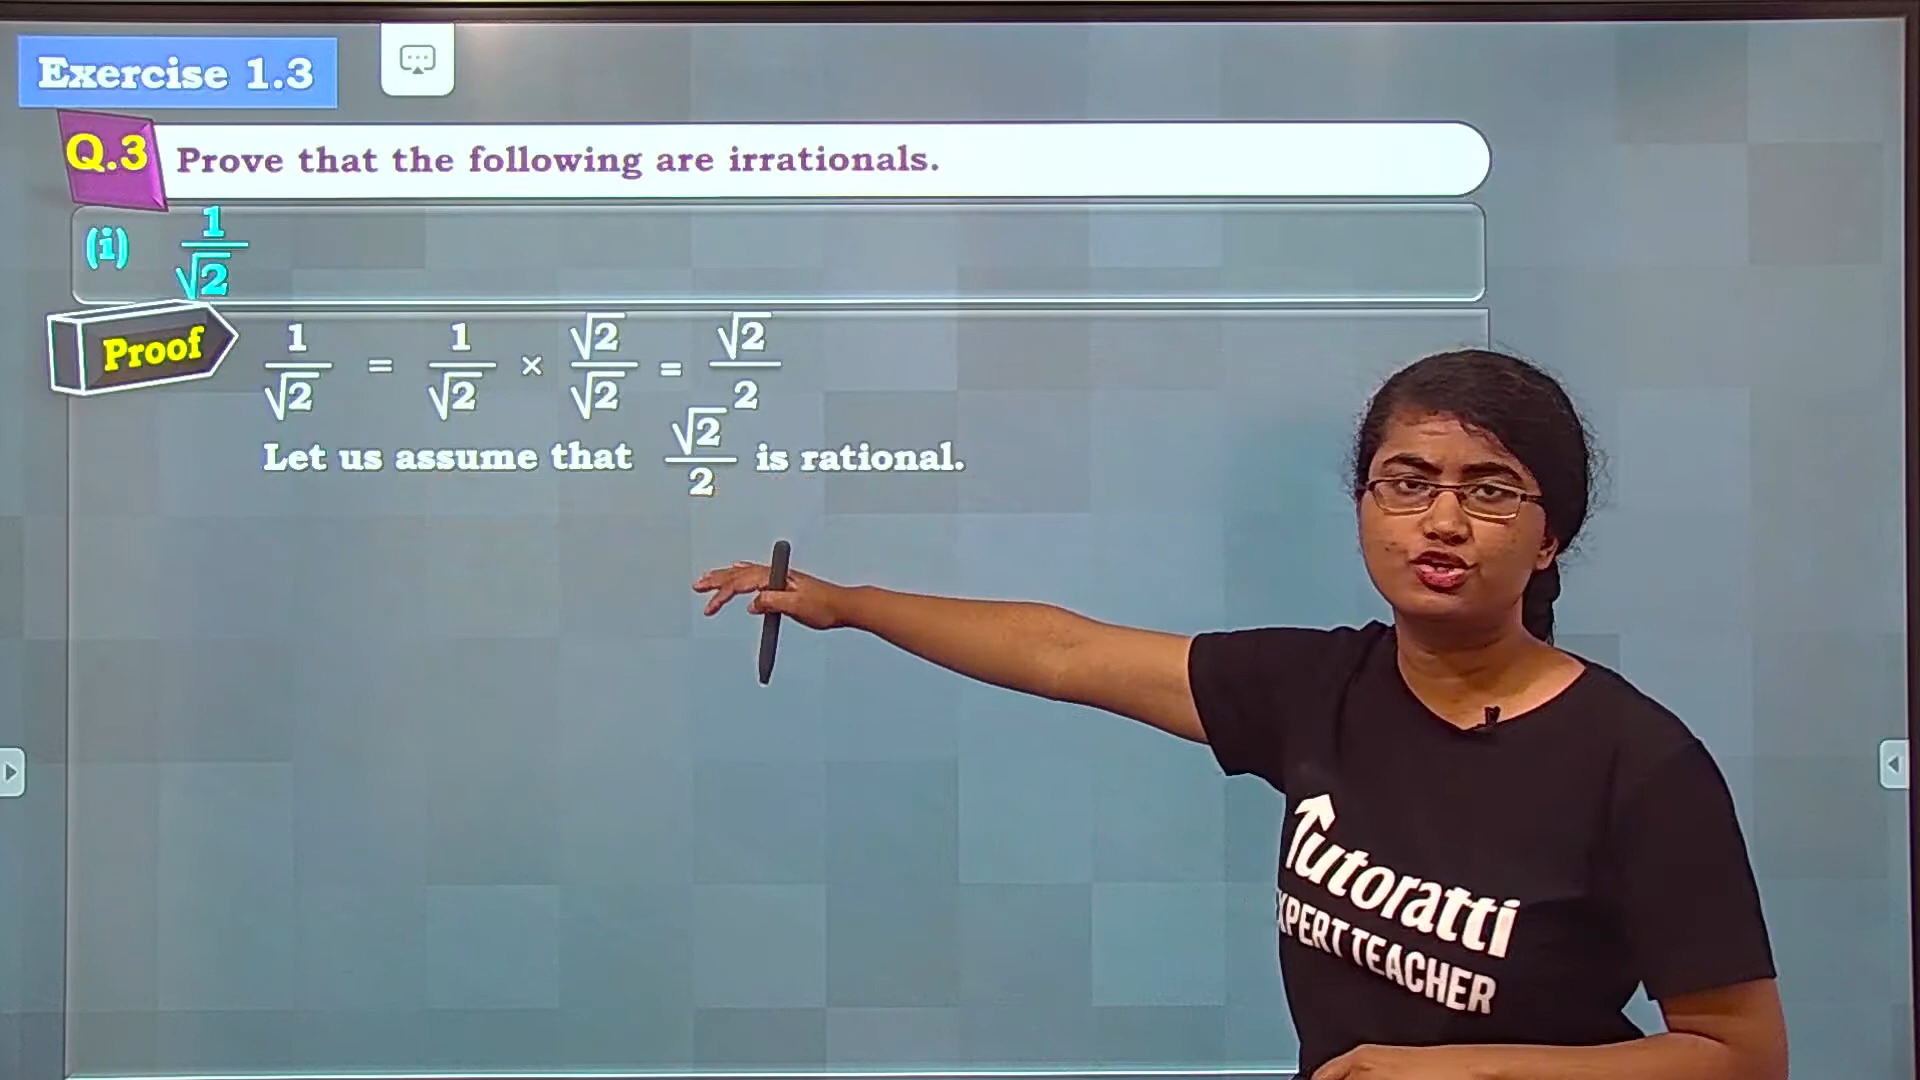 Exercise 1.3
Q.3 Prove that the following are irrationals.
(i) 1/√2
Proof 1/√2 = 1/√2 × √2/√2 = √2/2
Let us assume that √2/2 is rational.
Tutoratti
EXPERT TEACHER